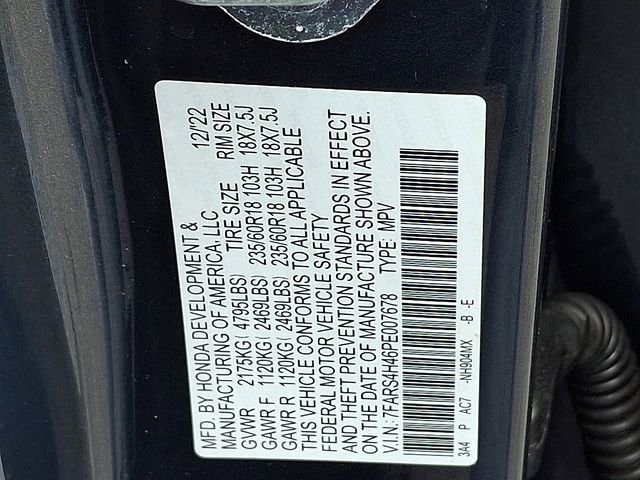 MFD. BY HONDA DEVELOPMENT &
MANUFACTURING OF AMERICA, LLC 12/'22
TIRE SIZE RIM SIZE
GVWR 2175KG( 4795LBS)
GAWR F 1120KG( 2469LBS) 235/60R18 103H 18X7.5J
GAWR R 1120KG( 2469LBS) 235/60R18 103H 18X7.5J
THIS VEHICLE CONFORMS TO ALL APPLICABLE
FEDERAL MOTOR VEHICLE SAFETY
AND THEFT PREVENTION STANDARDS IN EFFECT
ON THE DATE OF MANUFACTURE SHOWN ABOVE.
V.I.N.: 7FARS4H46PE007678 TYPE: MPV
3A4 P AC7 -NH904MX -B -E